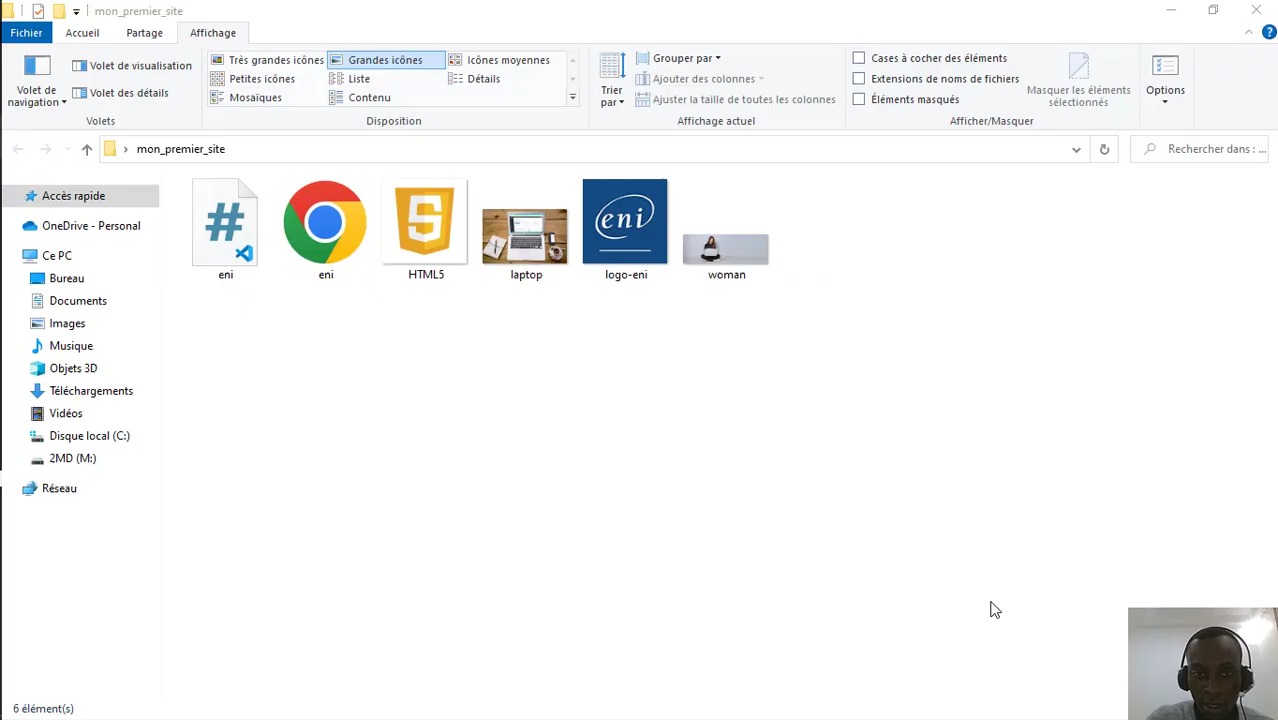 mon_premier_site
Fichier
Accueil
Partage
Affichage
Volet de navigation
Volet de visualisation
Volet des détails
Volets
Très grandes icônes
Grandes icônes
Icônes moyennes
Petites icônes
Liste
Détails
Mosaïques
Contenu
Disposition
Trier par
Grouper par
Ajouter des colonnes
Ajuster la taille de toutes les colonnes
Affichage actuel
Cases à cocher des éléments
Extensions de noms de fichiers
Éléments masqués
Masquer les éléments
sélectionnés
Afficher/Masquer
Options
mon_premier_site
Rechercher dans : ...
Accès rapide
OneDrive - Personal
Ce PC
Bureau
Documents
Images
Musique
Objets 3D
Téléchargements
Vidéos
Disque local (C:)
2MD (M:)
Réseau
#
5
eni
eni
eni
HTML5
laptop
logo-eni
woman
6 élément(s)